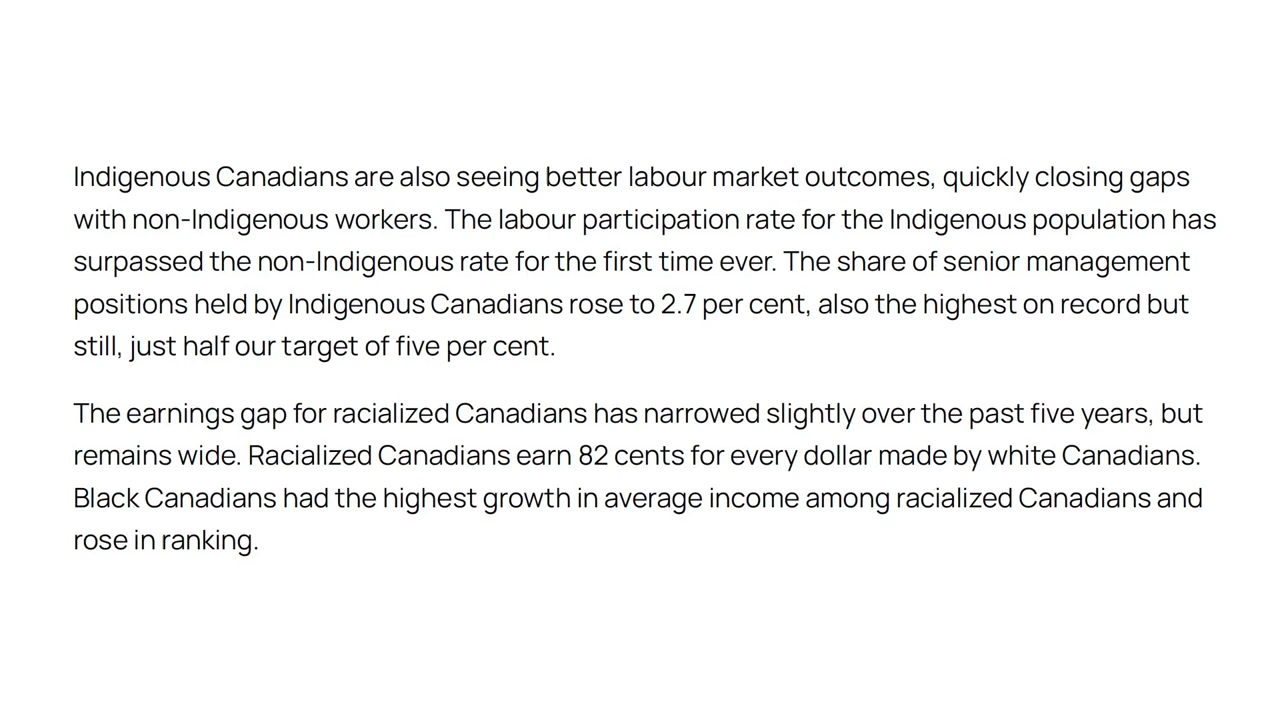 Indigenous Canadians are also seeing better labour market outcomes, quickly closing gaps
with non-Indigenous workers. The labour participation rate for the Indigenous population has
surpassed the non-Indigenous rate for the first time ever. The share of senior management
positions held by Indigenous Canadians rose to 2.7 per cent, also the highest on record but
still, just half our target of five per cent.
The earnings gap for racialized Canadians has narrowed slightly over the past five years, but
remains wide. Racialized Canadians earn 82 cents for every dollar made by white Canadians.
Black Canadians had the highest growth in average income among racialized Canadians and
rose in ranking.